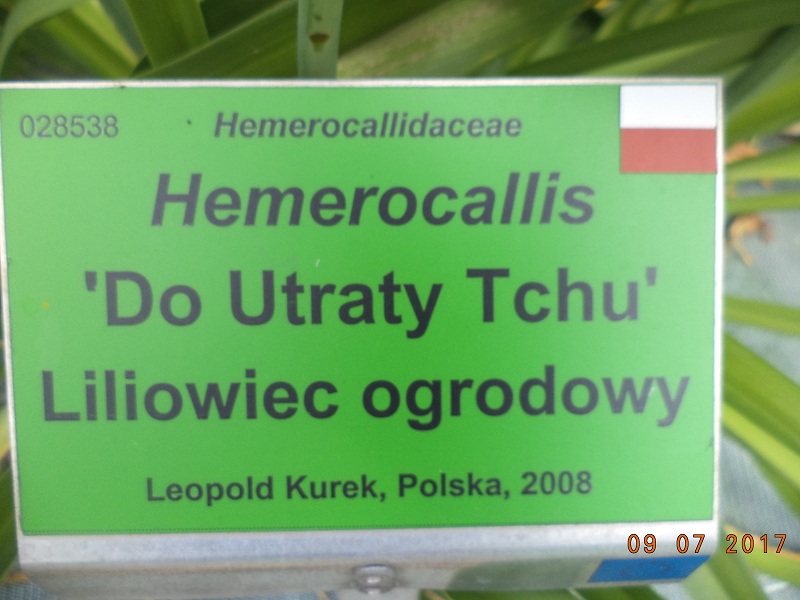 028538
Hemerocallidaceae
Hemerocallis
'Do Utraty Tchu'
Liliowiec ogrodowy
Leopold Kurek, Polska, 2008
09 07 2017